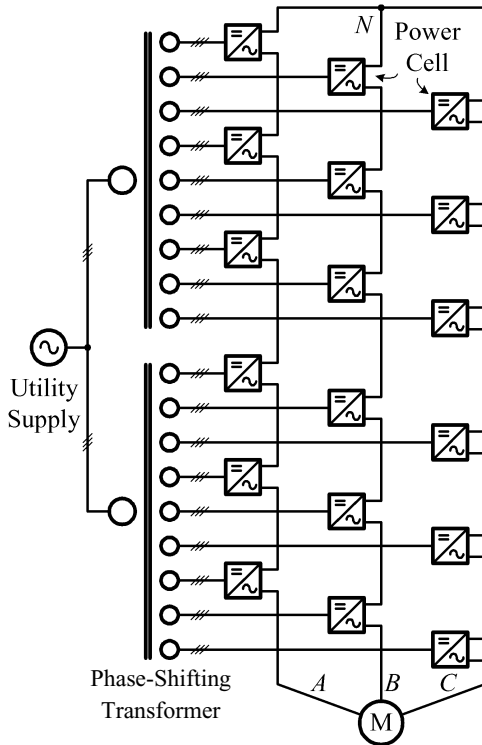 N
Power
Cell
Utility
Supply
Phase-Shifting
Transformer
A
B
C
M